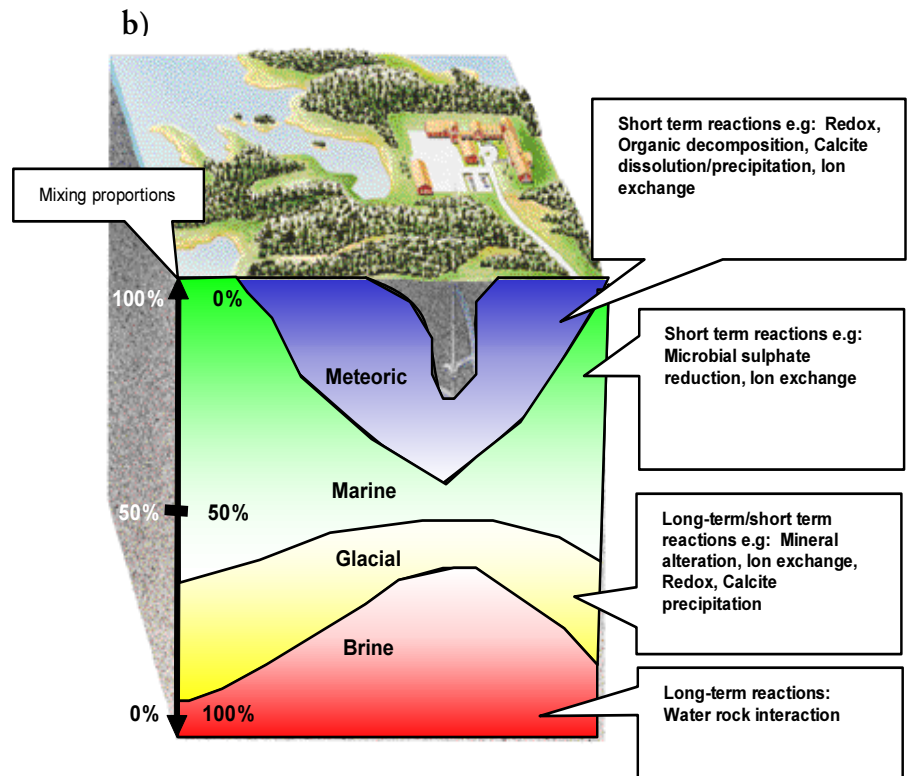 b)
Short term reactions e.g: Redox,
Organic decomposition, Calcite
dissolution/precipitation, Ion
exchange
Mixing proportions
100%
0%
Short term reactions e.g:
Microbial sulphate
reduction, Ion exchange
Meteoric
Marine
50%
50%
Long-term/short term
reactions e.g: Mineral
alteration, Ion exchange,
Redox, Calcite
precipitation
Glacial
Brine
Long-term reactions:
Water rock interaction
0%
100%